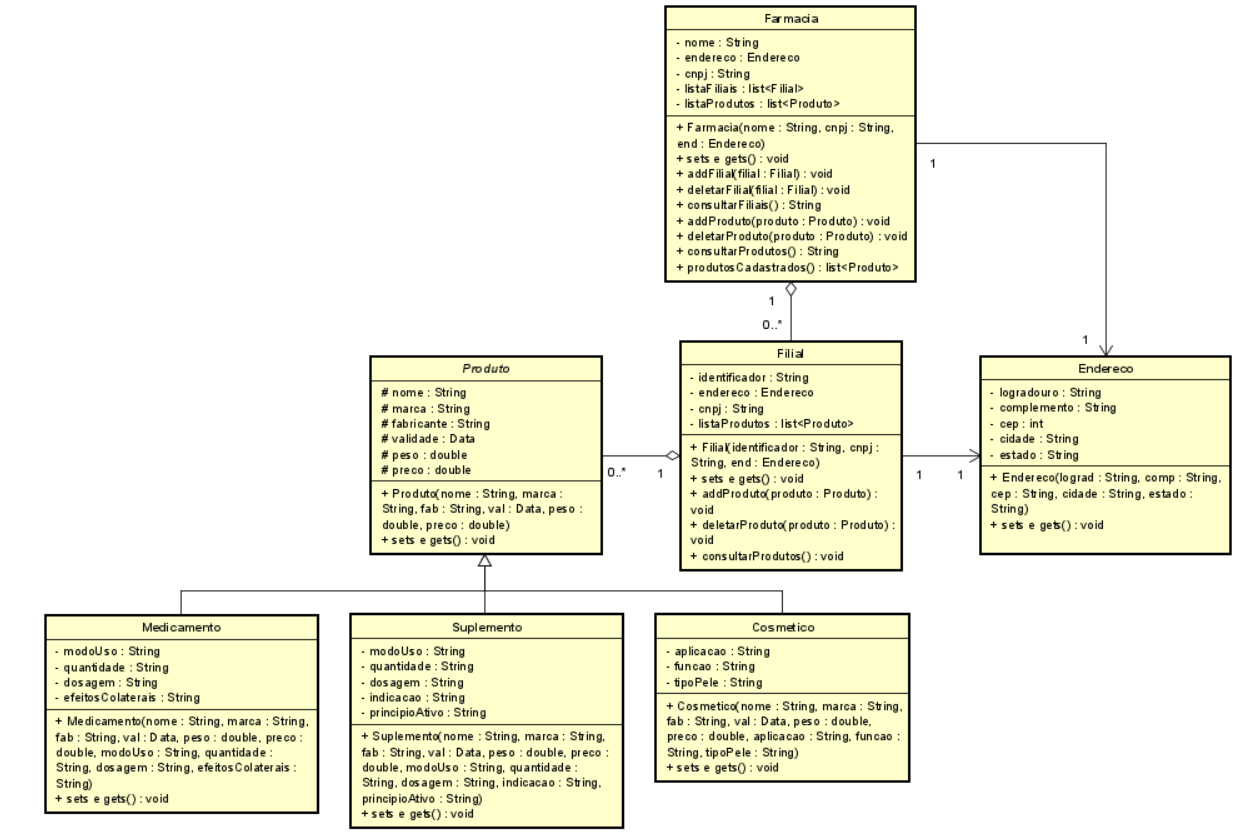 Farmacia
- nome : String
- endereco : Endereco
- cnpj : String
- listaFiliais : list<Filial>
- listaProdutos : list<Produto>
+ Farmacia(nome : String, cnpj : String,
end : Endereco)
+ sets e gets() : void
+ addFilial(filial : Filial) : void
+ deletarFilial(filial : Filial) : void
+ consultarFiliais() : String
+ addProduto(produto : Produto) : void
+ deletarProduto(produto : Produto) : void
+ consultarProdutos() : String
+ produtosCadastrados() : list<Produto>
1
1
0..*
1
Produto
# nome : String
# marca : String
# fabricante : String
# validade : Data
# peso : double
# preco : double
+ Produto(nome : String, marca :
String, fab : String, val : Data, peso :
double, preco : double)
+ sets e gets() : void
0..*
1
Filial
- identificador : String
- endereco : Endereco
- cnpj : String
- listaProdutos : list<Produto>
+ Filial(identificador : String, cnpj :
String, end : Endereco)
+ sets e gets() : void
+ addProduto(produto : Produto) :
void
+ deletarProduto(produto : Produto) :
void
+ consultarProdutos() : void
1
1
Endereco
- logradouro : String
- complemento : String
- cep : int
- cidade : String
- estado : String
+ Endereco(lograd : String, comp : String,
cep : String, cidade : String, estado :
String)
+ sets e gets() : void
Medicamento
- modoUso : String
- quantidade : String
- dosagem : String
- efeitosColaterais : String
+ Medicamento(nome : String, marca : String,
fab : String, val : Data, peso : double, preco :
double, modoUso : String, quantidade :
String, dosagem : String, efeitosColaterais :
String)
+ sets e gets() : void
Suplemento
- modoUso : String
- quantidade : String
- dosagem : String
- indicacao : String
- principioAtivo : String
+ Suplemento(nome : String, marca : String,
fab : String, val : Data, peso : double, preco :
double, modoUso : String, quantidade :
String, dosagem : String, indicacao : String,
principioAtivo : String)
+ sets e gets() : void
Cosmetico
- aplicacao : String
- funcao : String
- tipoPele : String
+ Cosmetico(nome : String, marca : String,
fab : String, val : Data, peso : double,
preco : double, aplicacao : String, funcao :
String, tipoPele : String)
+ sets e gets() : void